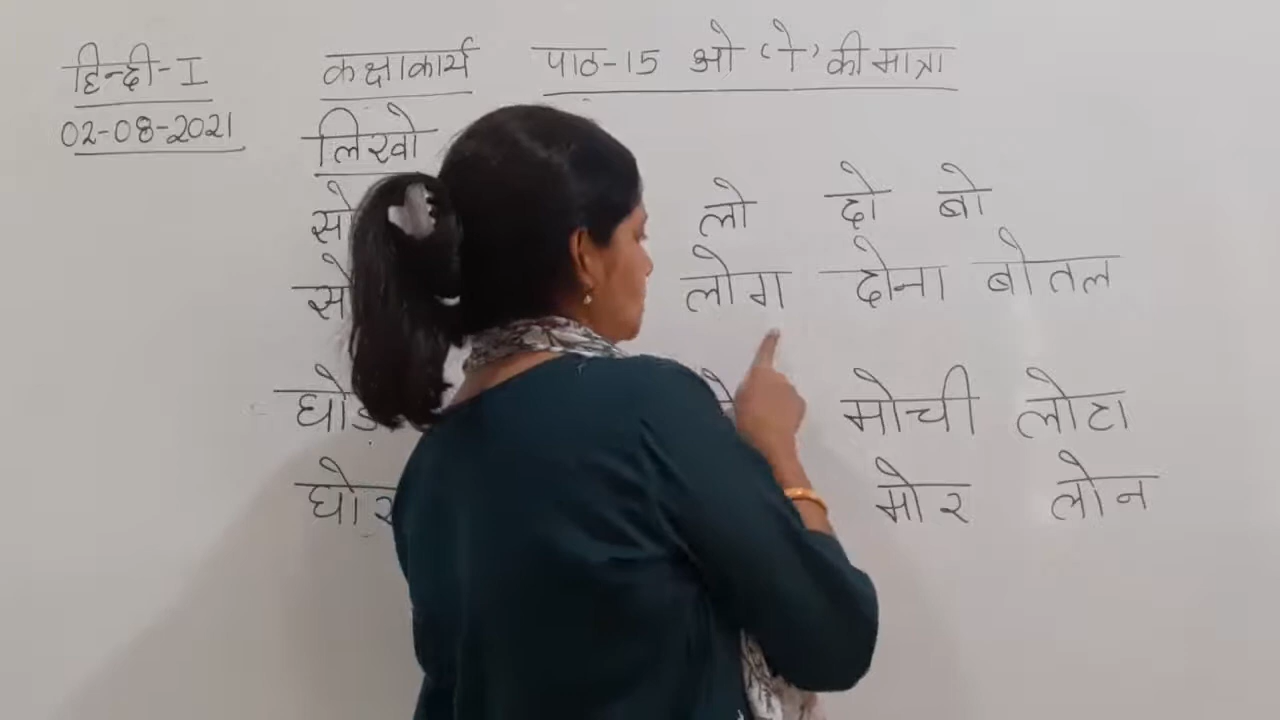 हिन्दी-I कक्षाकार्य पाठ-15 ओ (ो) की मात्रा
02-08-2021 लिखो
लो दो बो
लोग दोना बोतल
मोची लोटा
मोर लोन